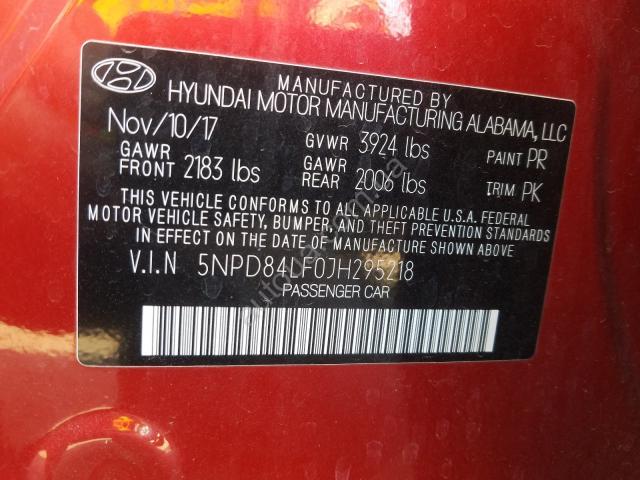 MANUFACTURED BY
HYUNDAI MOTOR MANUFACTURING ALABAMA, LLC
Nov/10/17 GVWR 3924 lbs PAINT PR
GAWR FRONT 2183 lbs GAWR REAR 2006 lbs TRIM PK
THIS VEHICLE CONFORMS TO ALL APPLICABLE U.S.A. FEDERAL
MOTOR VEHICLE SAFETY, BUMPER, AND THEFT PREVENTION STANDARDS
IN EFFECT ON THE DATE OF MANUFACTURE SHOWN ABOVE.
V.I.N 5NPD84LF0JH295218
PASSENGER CAR